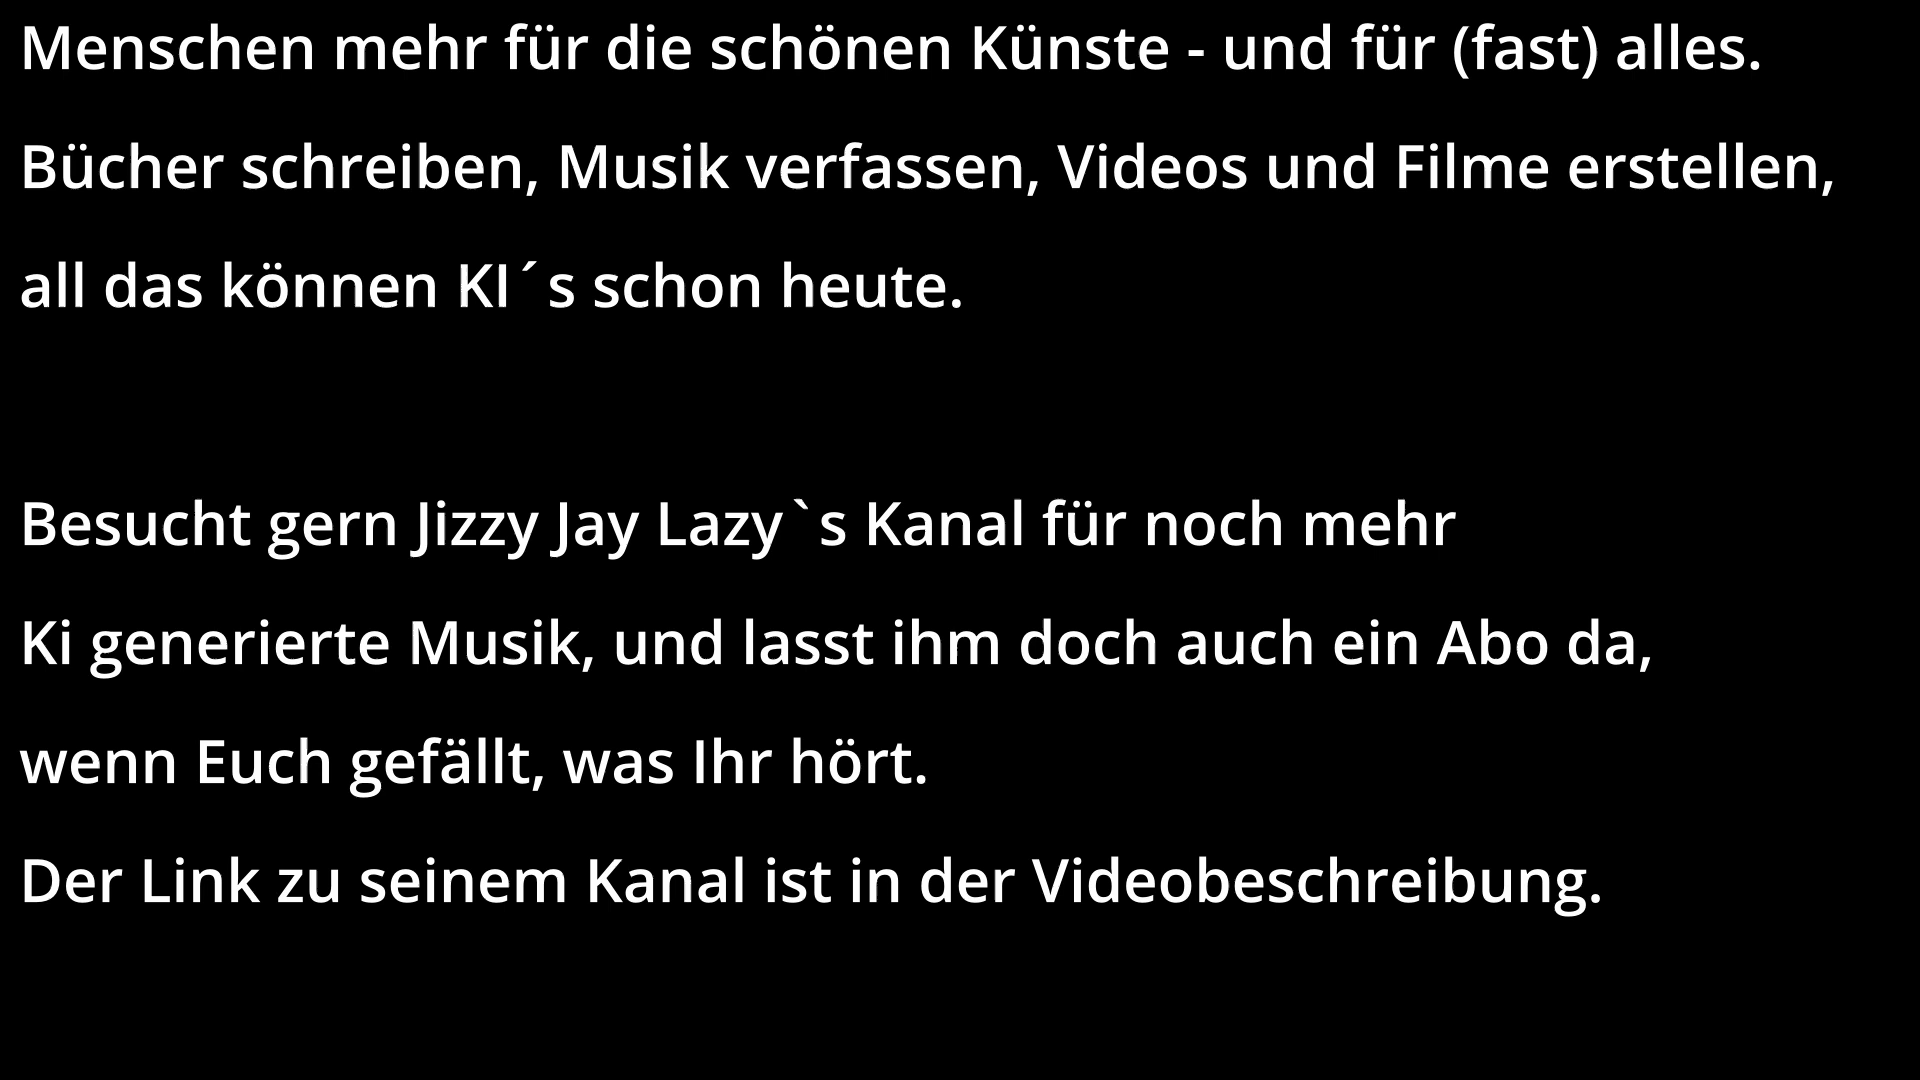 Menschen mehr für die schönen Künste - und für (fast) alles.
Bücher schreiben, Musik verfassen, Videos und Filme erstellen,
all das können KI´s schon heute.
Besucht gern Jizzy Jay Lazy`s Kanal für noch mehr
Ki generierte Musik, und lasst ihm doch auch ein Abo da,
wenn Euch gefällt, was Ihr hört.
Der Link zu seinem Kanal ist in der Videobeschreibung.